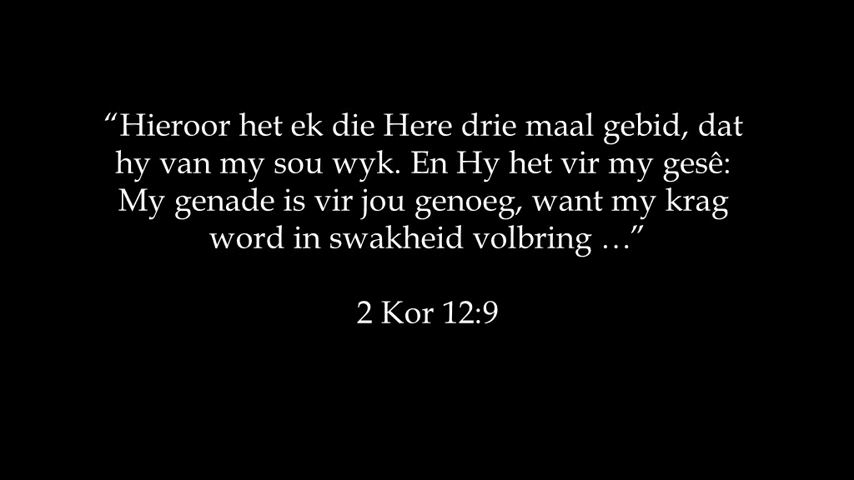 “Hieroor het ek die Here drie maal gebid, dat
hy van my sou wyk. En Hy het vir my gesê:
My genade is vir jou genoeg, want my krag
word in swakheid volbring …”
2 Kor 12:9